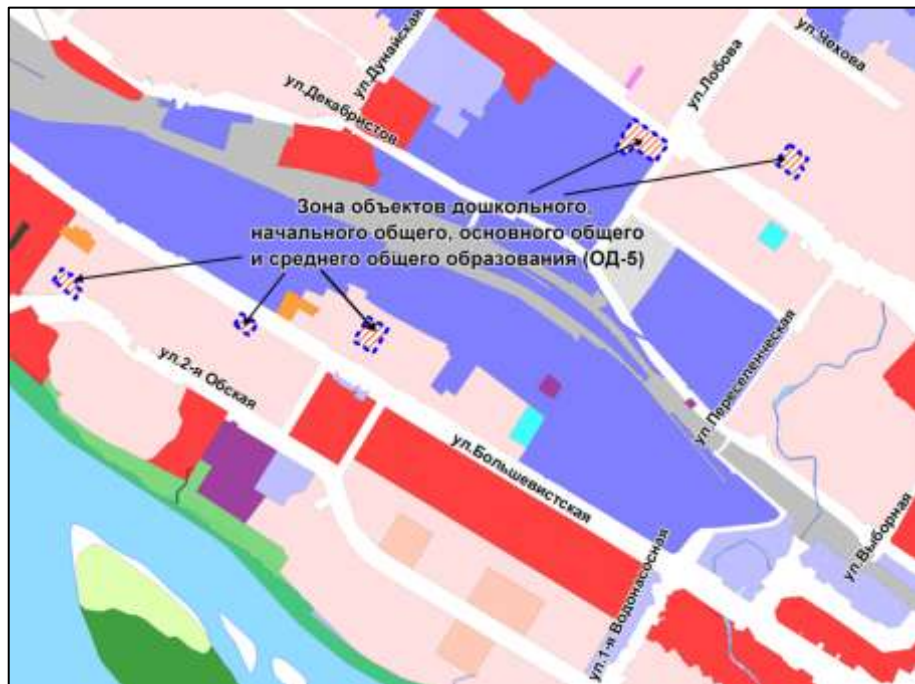 ул.Дунайская
ул.Чехова
ул.Лобова
ул.Декабристов
Зона объектов дошкольного,
начального общего, основного общего
и среднего общего образования (ОД-5)
ул.Переселенческая
ул.2-я Обская
ул.Большевистская
ул.Выборная
ул.1-я Водонасосная